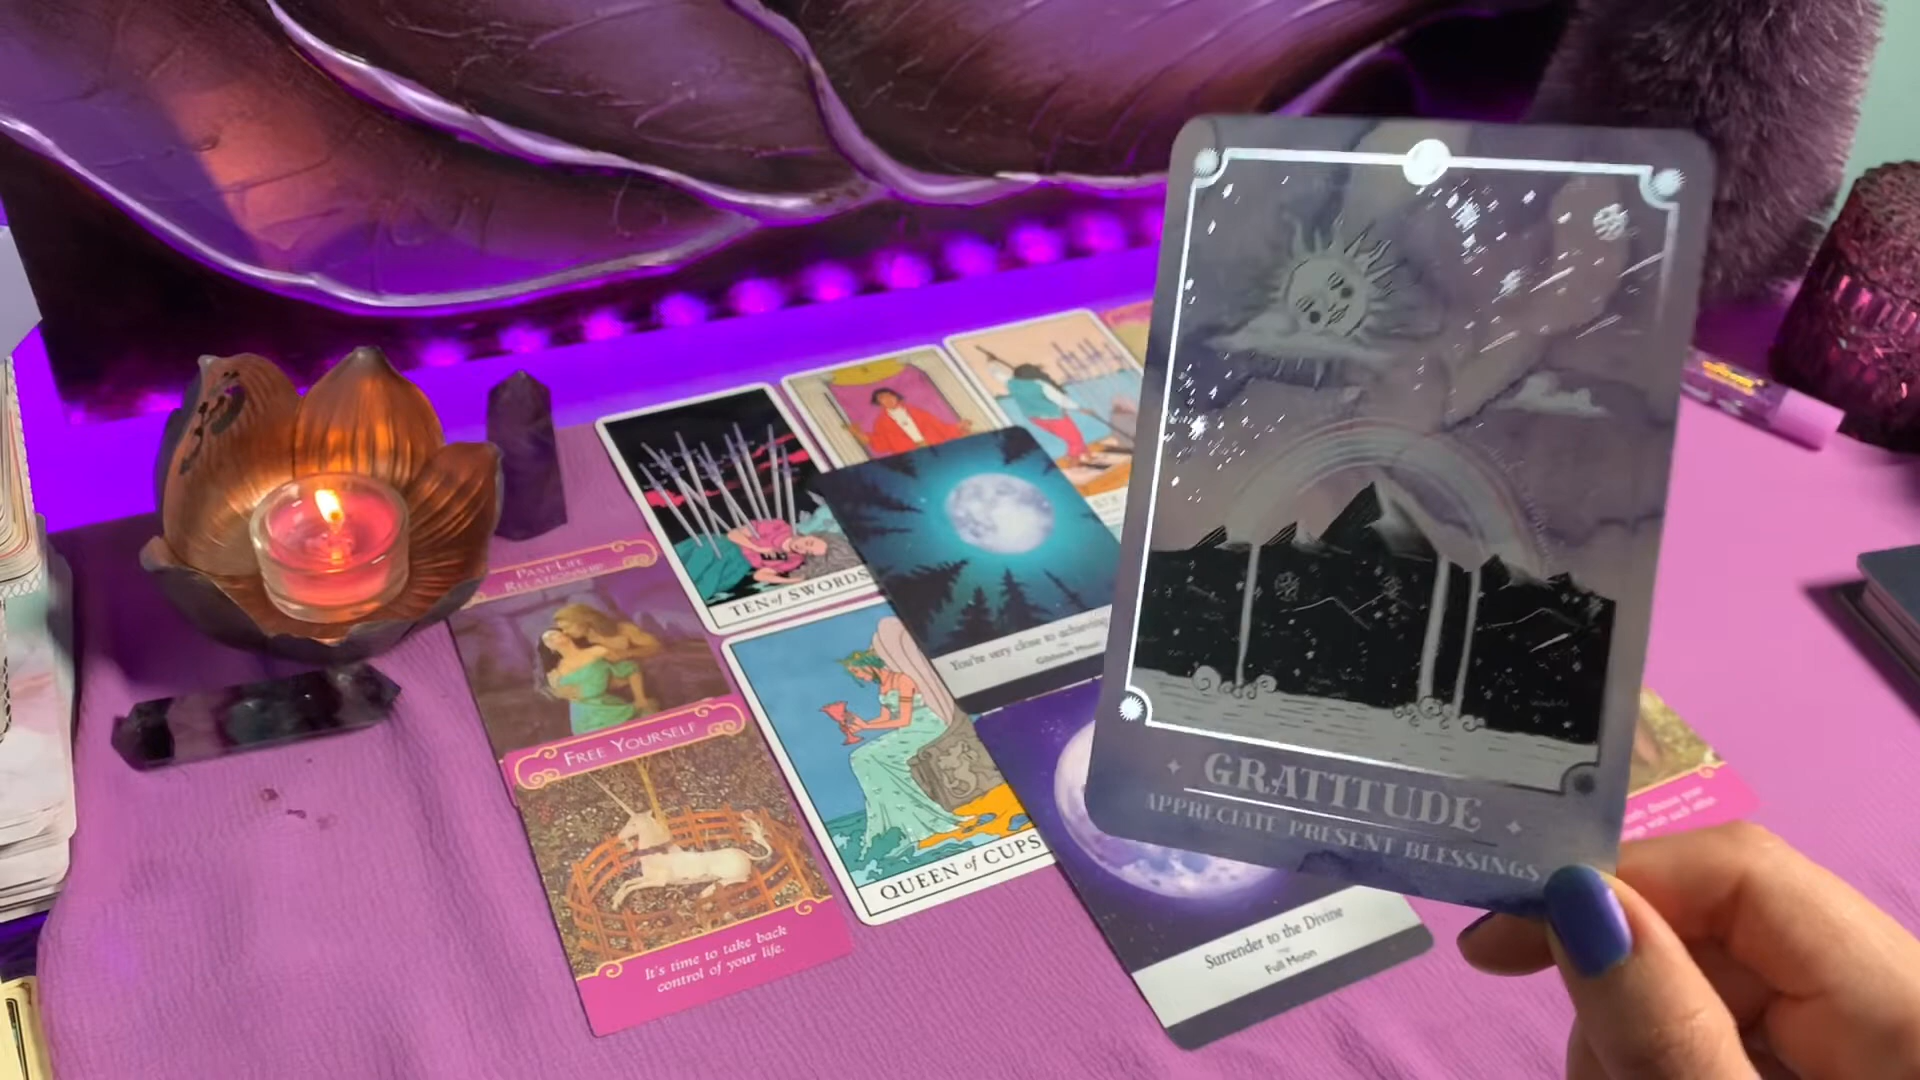 PAST-LIFE
RELATIONSHIP
FREE YOURSELF
It's time to take back
control of your life.
TEN of SWORDS
QUEEN of CUPS
You're very close to achieving
Gibbous Moon
Surrender to the Divine
Full Moon
GRATITUDE
APPRECIATE PRESENT BLESSINGS